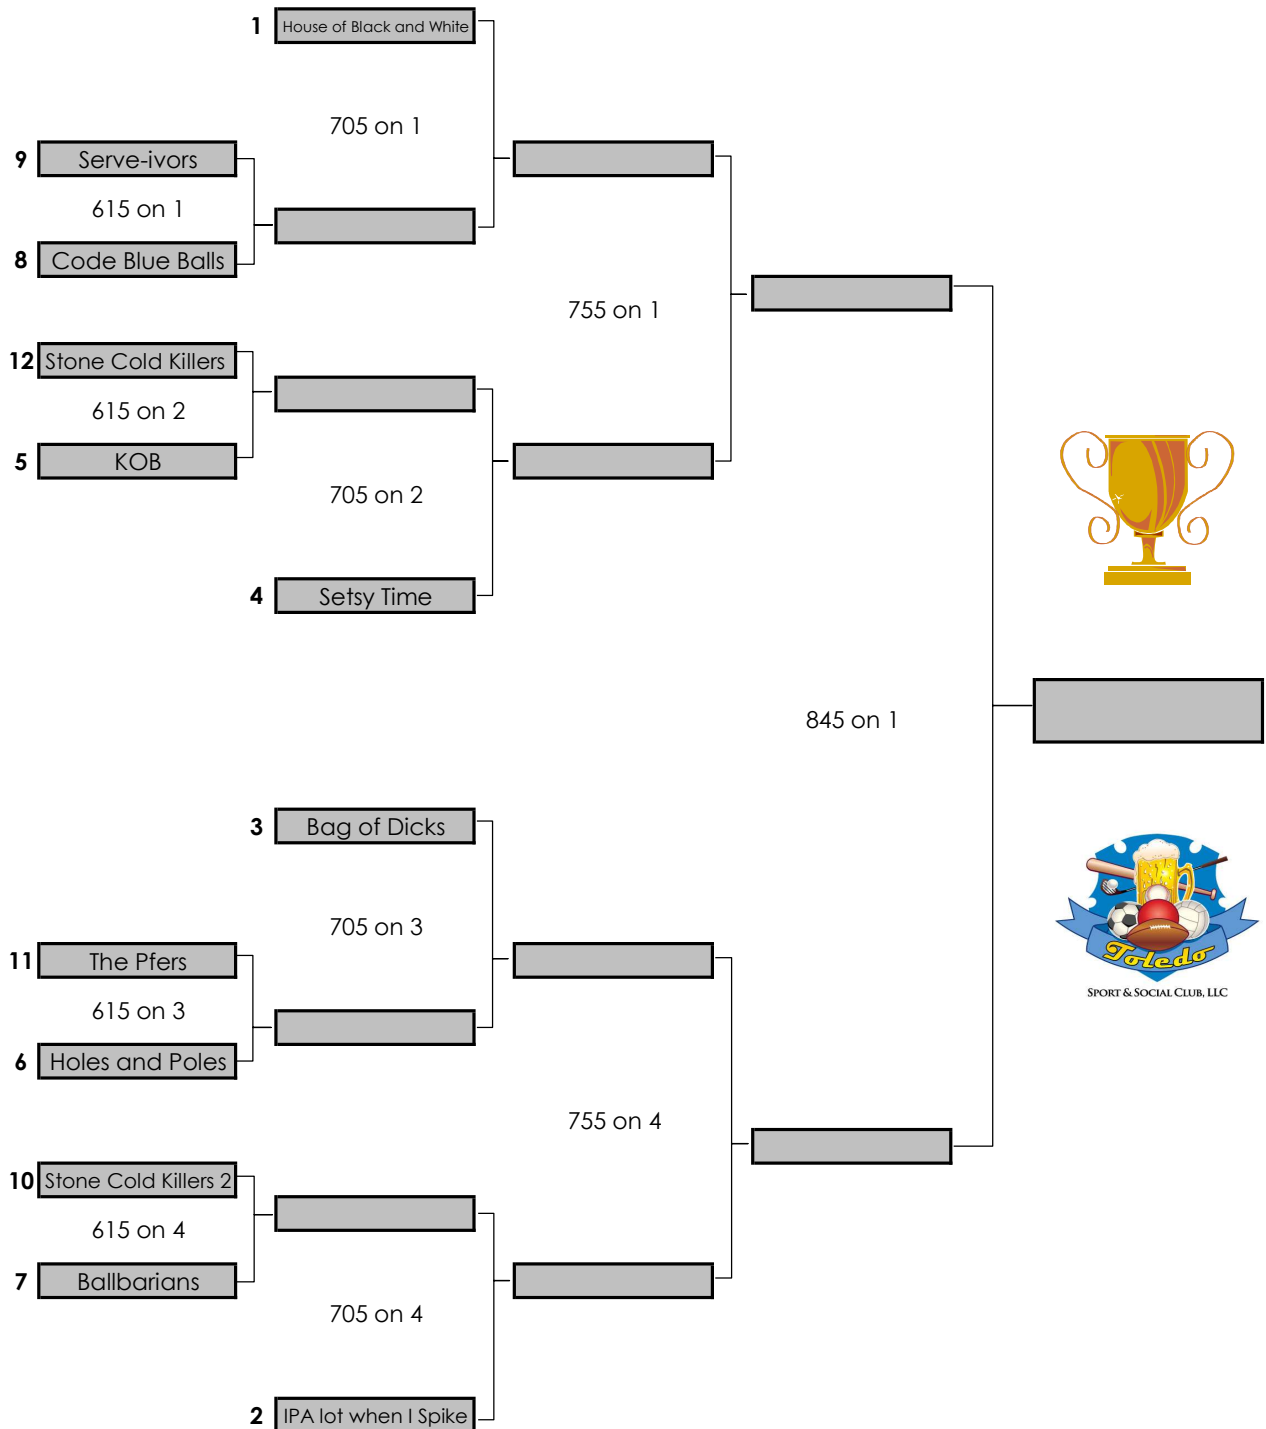 1 House of Black and White
705 on 1
9 Serve-ivors
615 on 1
8 Code Blue Balls
755 on 1
12 Stone Cold Killers
615 on 2
5 KOB
705 on 2
4 Setsy Time
845 on 1
3 Bag of Dicks
705 on 3
11 The Pfers
615 on 3
6 Holes and Poles
755 on 4
10 Stone Cold Killers 2
615 on 4
7 Ballbarians
705 on 4
2 IPA lot when I Spike
Toledo
SPORT & SOCIAL CLUB, LLC